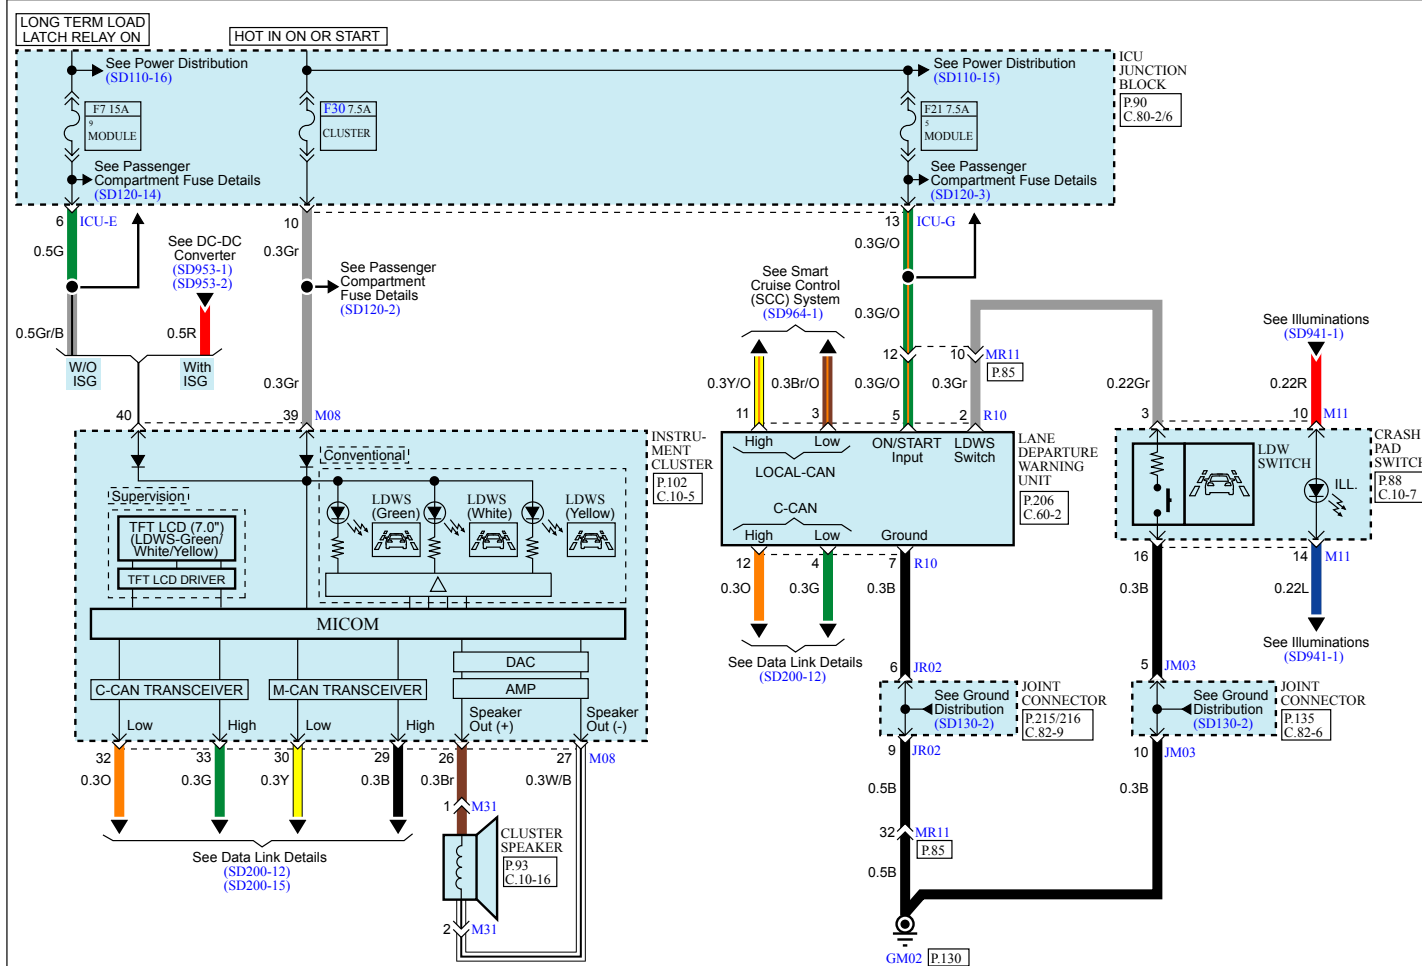 LONG TERM LOAD
LATCH RELAY ON
HOT IN ON OR START
See Power Distribution
(SD110-16)
See Power Distribution
(SD110-15)
ICU
JUNCTION
BLOCK
P.90
C.80-2/6
F7 15A
9
MODULE
F30 7.5A
CLUSTER
F21 7.5A
5
MODULE
See Passenger
Compartment Fuse Details
(SD120-14)
See Passenger
Compartment Fuse Details
(SD120-3)
6
ICU-E
10
13
ICU-G
0.5G
See DC-DC
Converter
(SD953-1)
(SD953-2)
0.3Gr
0.3G/O
See Passenger
Compartment
Fuse Details
(SD120-2)
See Smart
Cruise Control
(SCC) System
(SD964-1)
0.3G/O
See Illuminations
(SD941-1)
0.5Gr/B
0.5R
W/O
ISG
With
ISG
12
10
MR11
P.85
0.3Gr
0.3Y/O
0.3Br/O
0.3G/O
0.3Gr
0.22Gr
0.22R
40
39
M08
11
3
5
2
R10
3
10
M11
INSTRU-
MENT
CLUSTER
P.102
C.10-5
Conventional
Supervision
LDWS
(Green)
LDWS
(White)
LDWS
(Yellow)
TFT LCD (7.0")
(LDWS-Green/
White/Yellow)
TFT LCD DRIVER
MICOM
DAC
AMP
C-CAN TRANSCEIVER
M-CAN TRANSCEIVER
Low
High
Low
High
Speaker
Out (+)
Speaker
Out (-)
High
Low
ON/START
Input
LDWS
Switch
LOCAL-CAN
C-CAN
High
Low
Ground
LANE
DEPARTURE
WARNING
UNIT
P.206
C.60-2
LDW
SWITCH
ILL.
CRASH
PAD
SWITCH
P.88
C.10-7
12
4
7
R10
16
14
M11
0.3O
0.3G
0.3B
0.3B
0.22L
See Data Link Details
(SD200-12)
See Illuminations
(SD941-1)
6
JR02
5
JM03
See Ground
Distribution
(SD130-2)
JOINT
CONNECTOR
P.215/216
C.82-9
See Ground
Distribution
(SD130-2)
JOINT
CONNECTOR
P.135
C.82-6
9
JR02
10
JM03
32
33
30
29
26
27
M08
0.3O
0.3G
0.3Y
0.3B
0.3Br
0.3W/B
0.5B
0.3B
1
M31
CLUSTER
SPEAKER
P.93
C.10-16
2
M31
See Data Link Details
(SD200-12)
(SD200-15)
32
MR11
P.85
0.5B
GM02
P.130